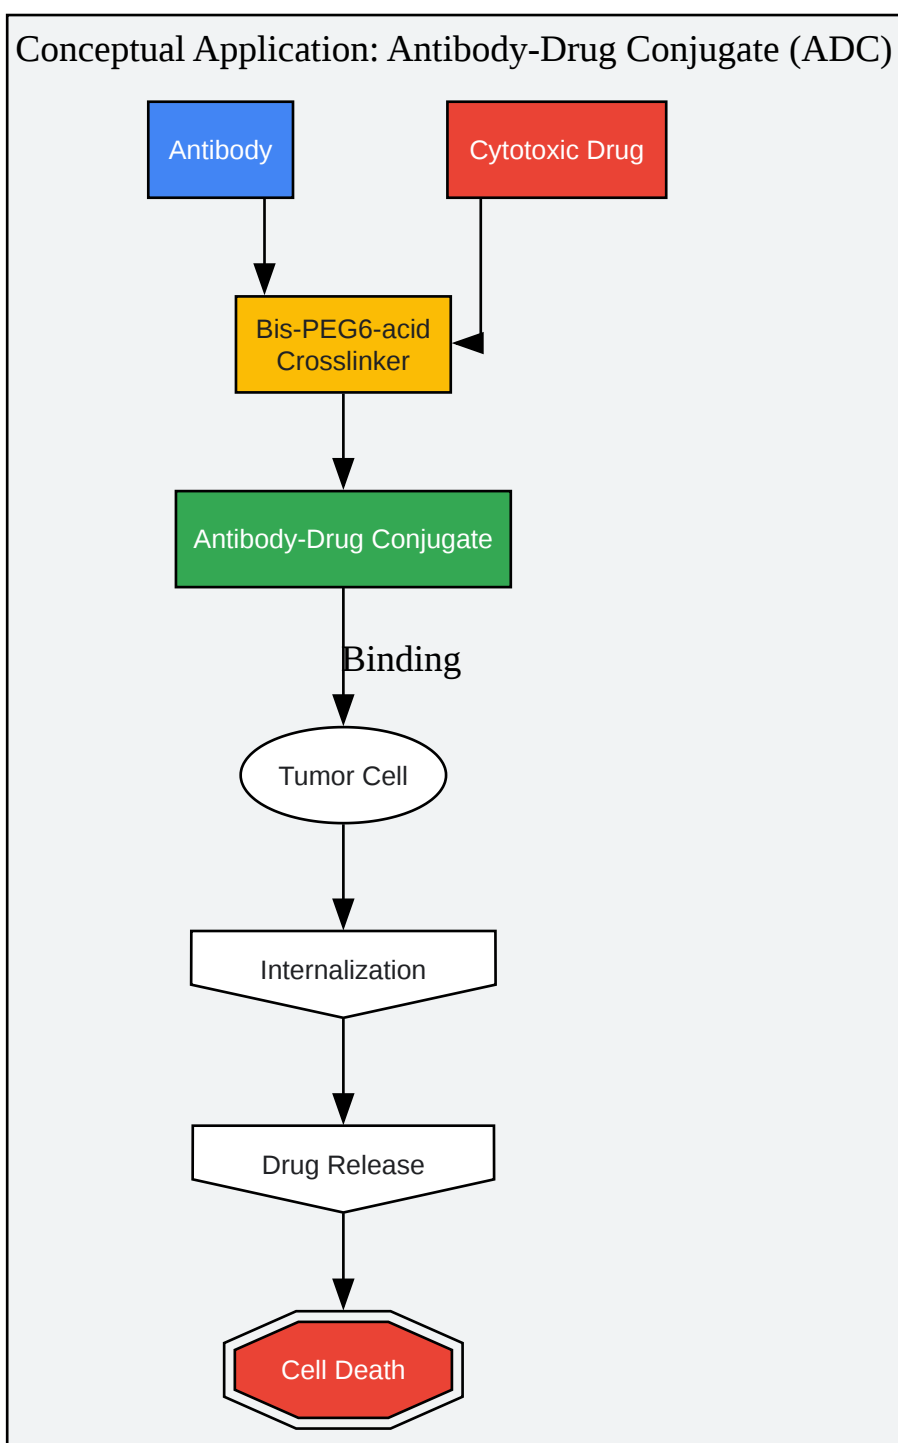 Conceptual Application: Antibody-Drug Conjugate (ADC)
Antibody
Cytotoxic Drug
Bis-PEG6-acid
Crosslinker
Antibody-Drug Conjugate
Binding
Tumor Cell
Internalization
Drug Release
Cell Death